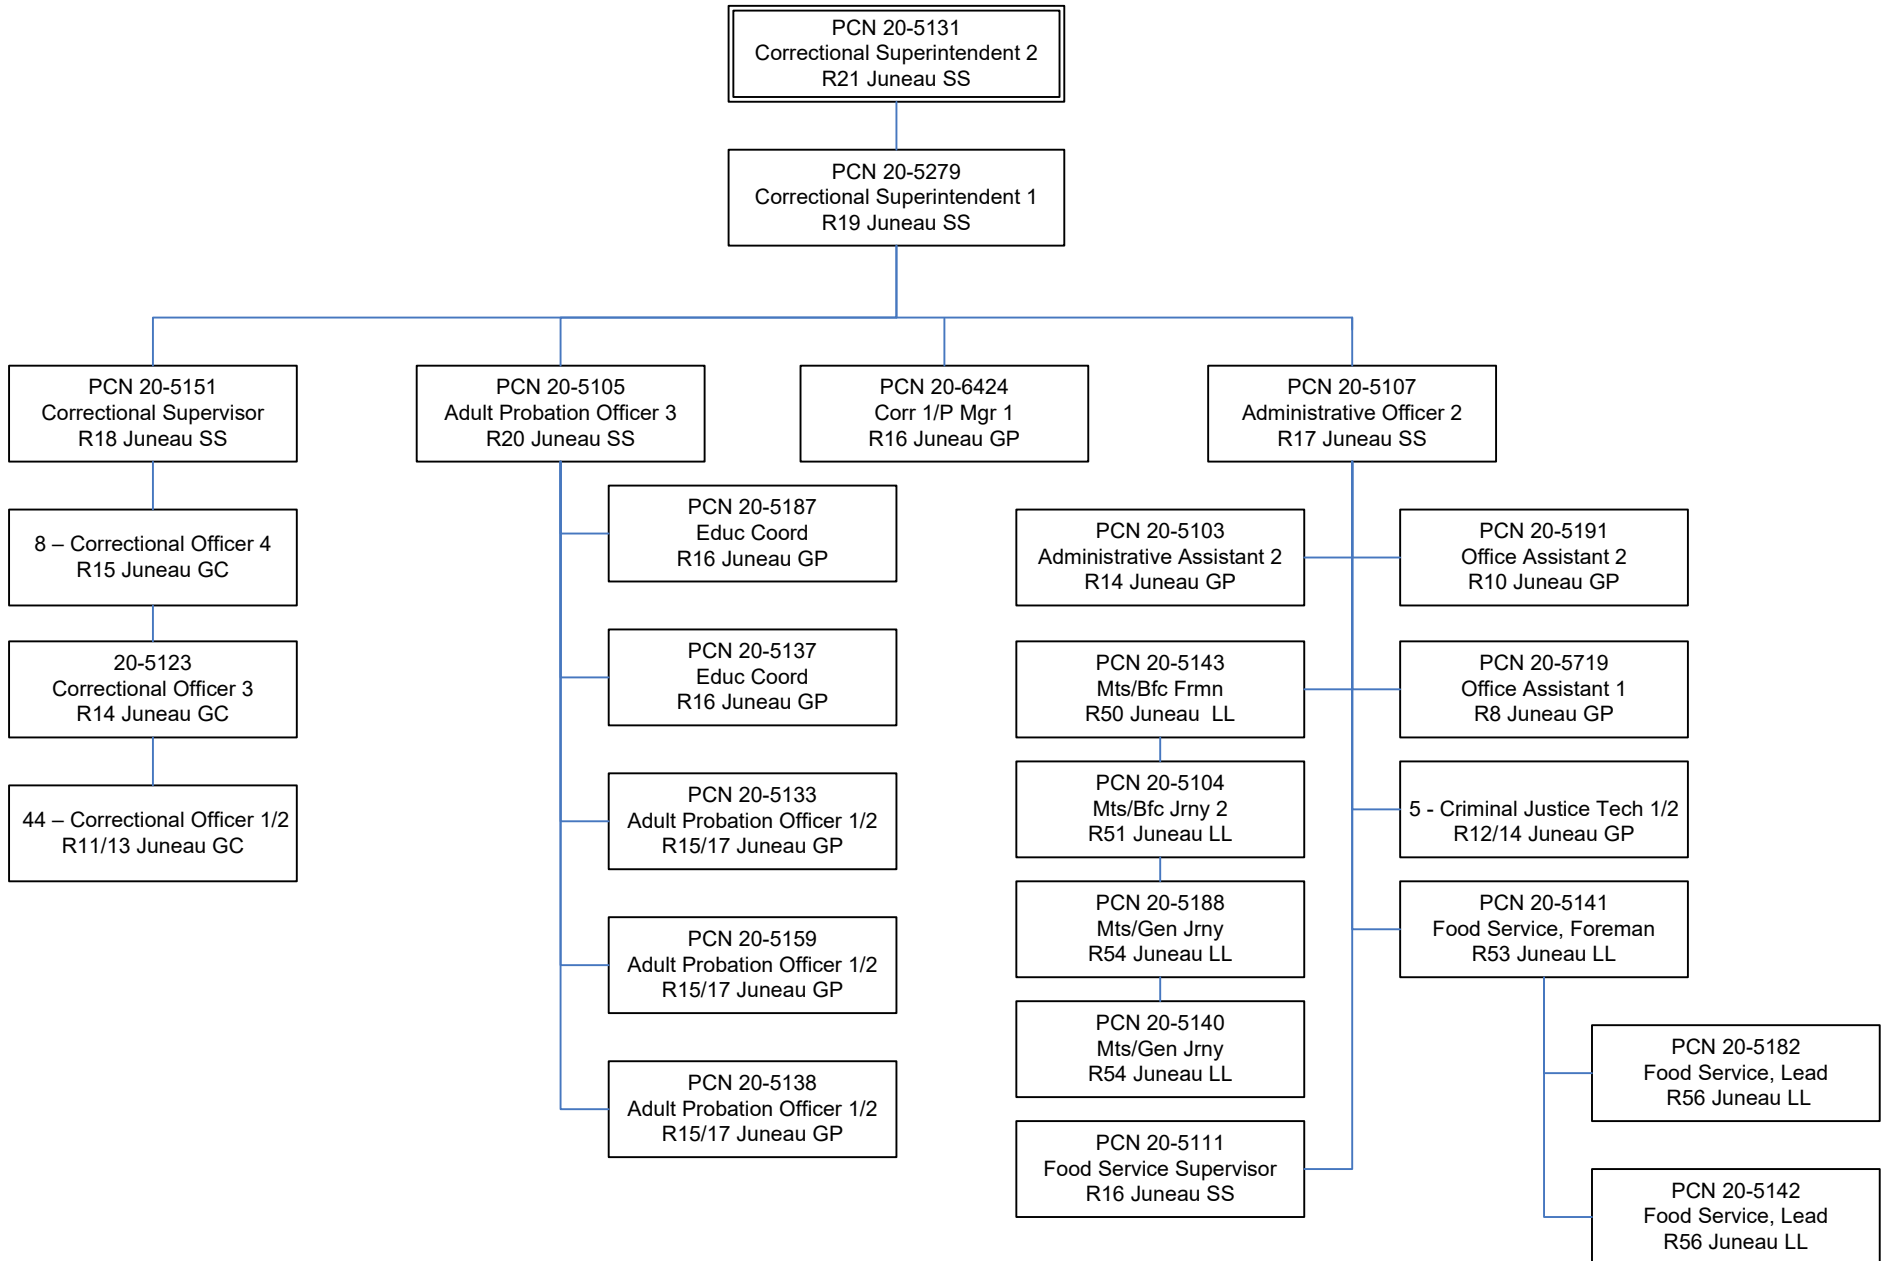 PCN 20-5131
Correctional Superintendent 2
R21 Juneau SS
PCN 20-5279
Correctional Superintendent 1
R19 Juneau SS
PCN 20-5151
Correctional Supervisor
R18 Juneau SS
8 – Correctional Officer 4
R15 Juneau GC
20-5123
Correctional Officer 3
R14 Juneau GC
44 – Correctional Officer 1/2
R11/13 Juneau GC
PCN 20-5105
Adult Probation Officer 3
R20 Juneau SS
PCN 20-5187
Educ Coord
R16 Juneau GP
PCN 20-5137
Educ Coord
R16 Juneau GP
PCN 20-5133
Adult Probation Officer 1/2
R15/17 Juneau GP
PCN 20-5159
Adult Probation Officer 1/2
R15/17 Juneau GP
PCN 20-5138
Adult Probation Officer 1/2
R15/17 Juneau GP
PCN 20-6424
Corr 1/P Mgr 1
R16 Juneau GP
PCN 20-5107
Administrative Officer 2
R17 Juneau SS
PCN 20-5103
Administrative Assistant 2
R14 Juneau GP
PCN 20-5143
Mts/Bfc Frmn
R50 Juneau  LL
PCN 20-5104
Mts/Bfc Jrny 2
R51 Juneau LL
PCN 20-5188
Mts/Gen Jrny
R54 Juneau LL
PCN 20-5140
Mts/Gen Jrny
R54 Juneau LL
PCN 20-5111
Food Service Supervisor
R16 Juneau SS
PCN 20-5191
Office Assistant 2
R10 Juneau GP
PCN 20-5719
Office Assistant 1
R8 Juneau GP
5 - Criminal Justice Tech 1/2
R12/14 Juneau GP
PCN 20-5141
Food Service, Foreman
R53 Juneau LL
PCN 20-5182
Food Service, Lead
R56 Juneau LL
PCN 20-5142
Food Service, Lead
R56 Juneau LL